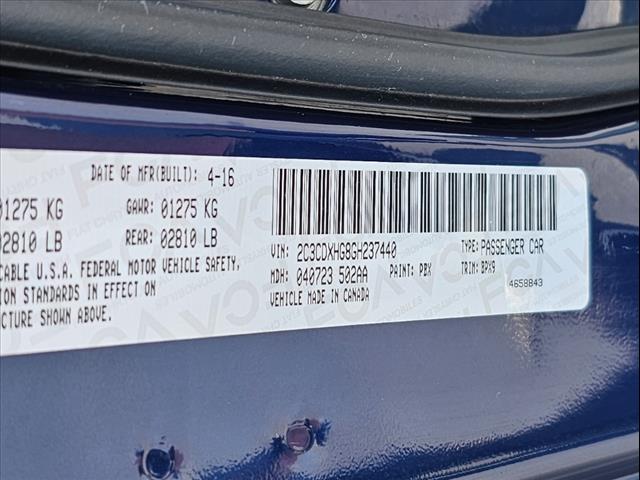 DATE OF MFR(BUILT): 4-16
01275 KG GAWR: 01275 KG
02810 LB REAR: 02810 LB
CABLE U.S.A. FEDERAL MOTOR VEHICLE SAFETY,
ION STANDARDS IN EFFECT ON
CTURE SHOWN ABOVE.
VIN: 2C3CDXHG8GH237440 TYPE: PASSENGER CAR
MDH: 040723 502AA PAINT: PBX TRIM: BPX9
VEHICLE MADE IN CANADA 4658843